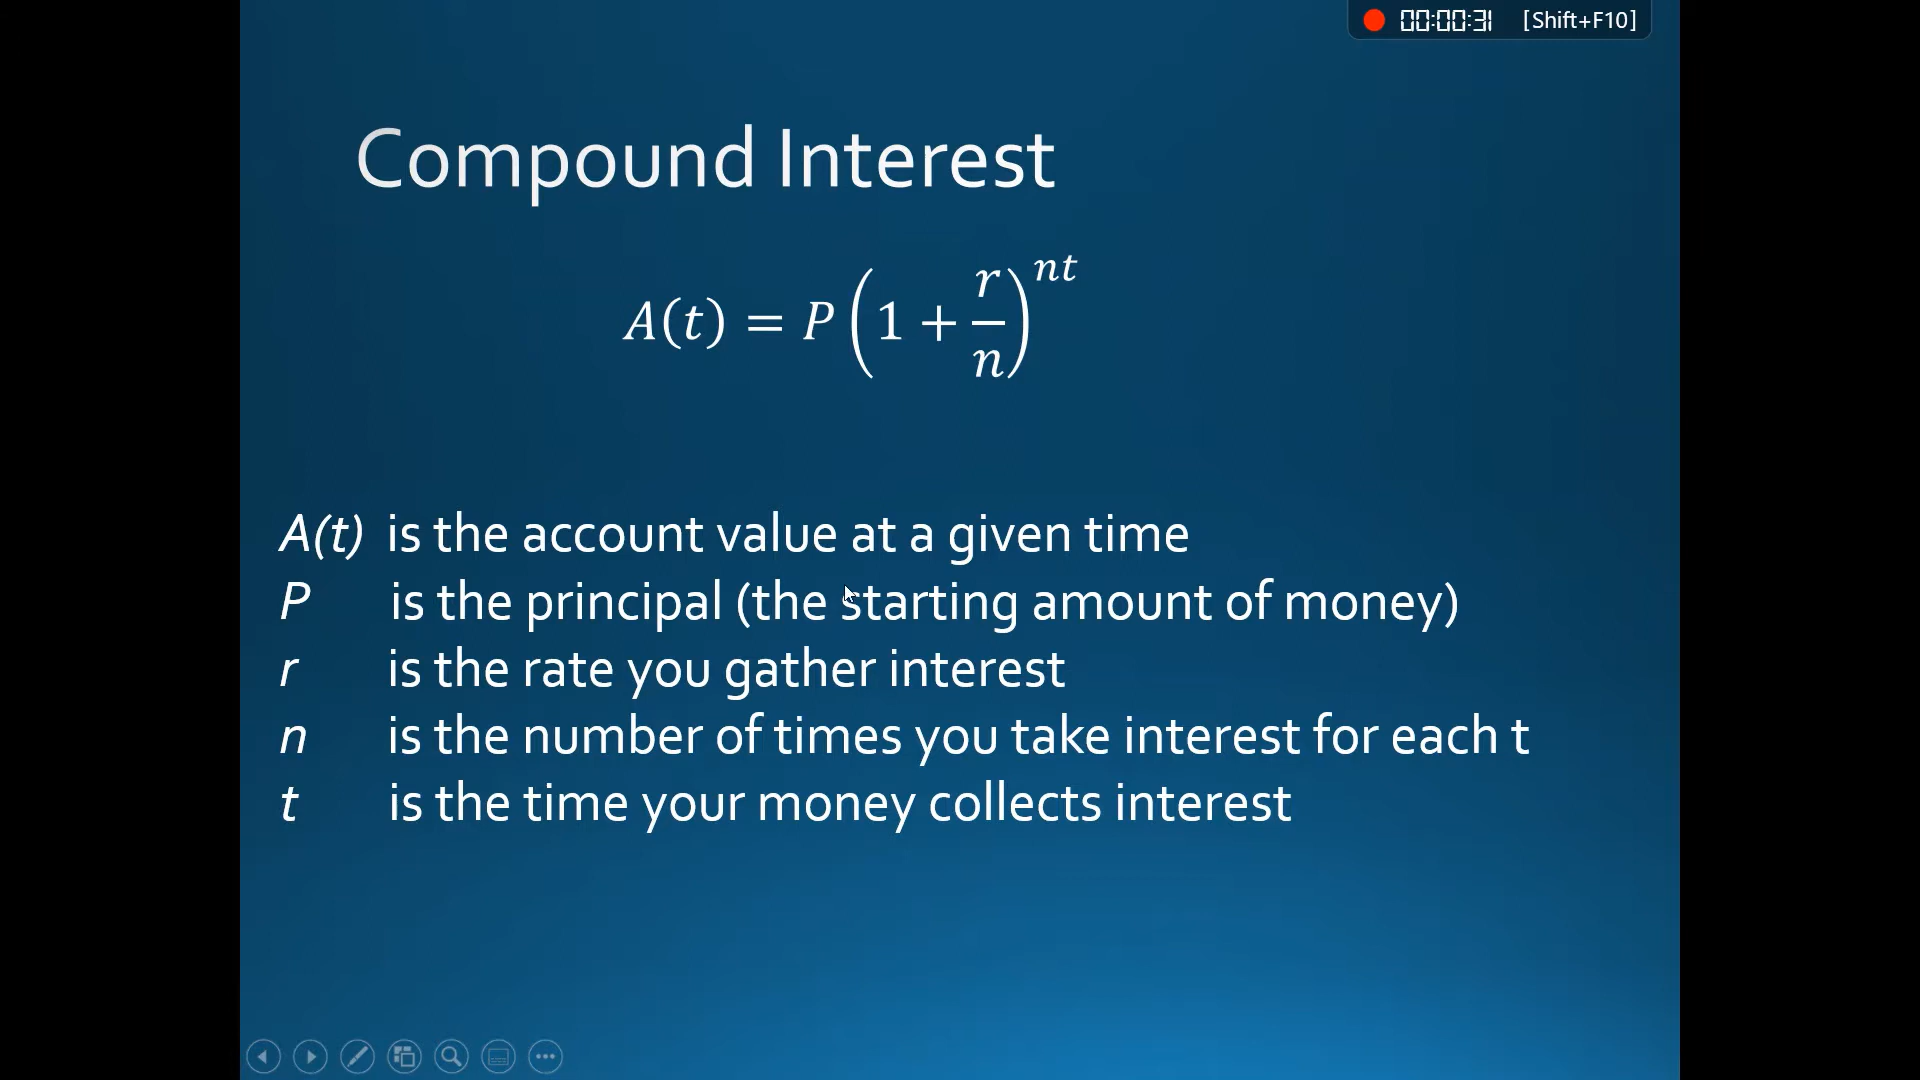 00:00:31 [Shift+F10]
Compound Interest
A(t) = P(1 + r/n)^nt
A(t) is the account value at a given time
P is the principal (the starting amount of money)
r is the rate you gather interest
n is the number of times you take interest for each t
t is the time your money collects interest